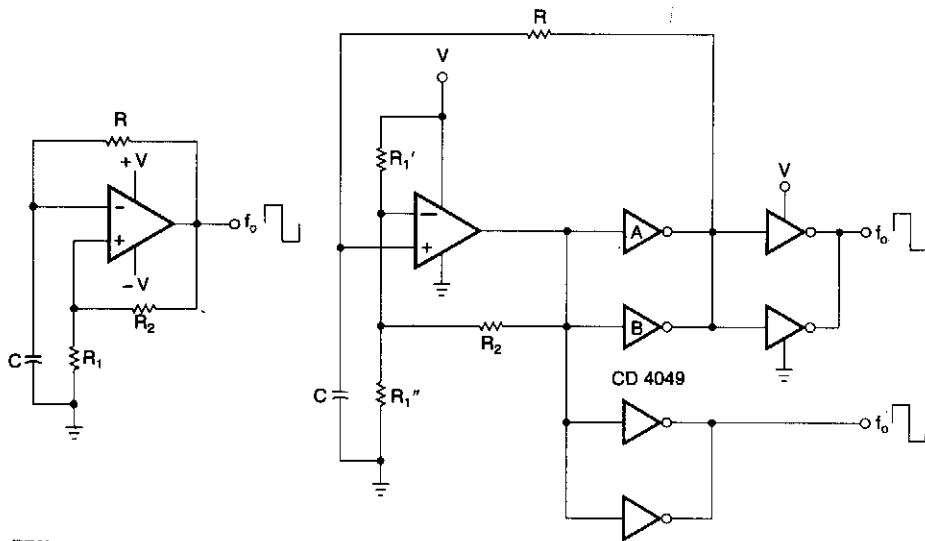 R
+V
−
+
−V
f₀
R₂
C
R₁
R
V
R₁′
−
+
R₂
C
R₁″
A
B
CD 4049
V
f₀
f₀